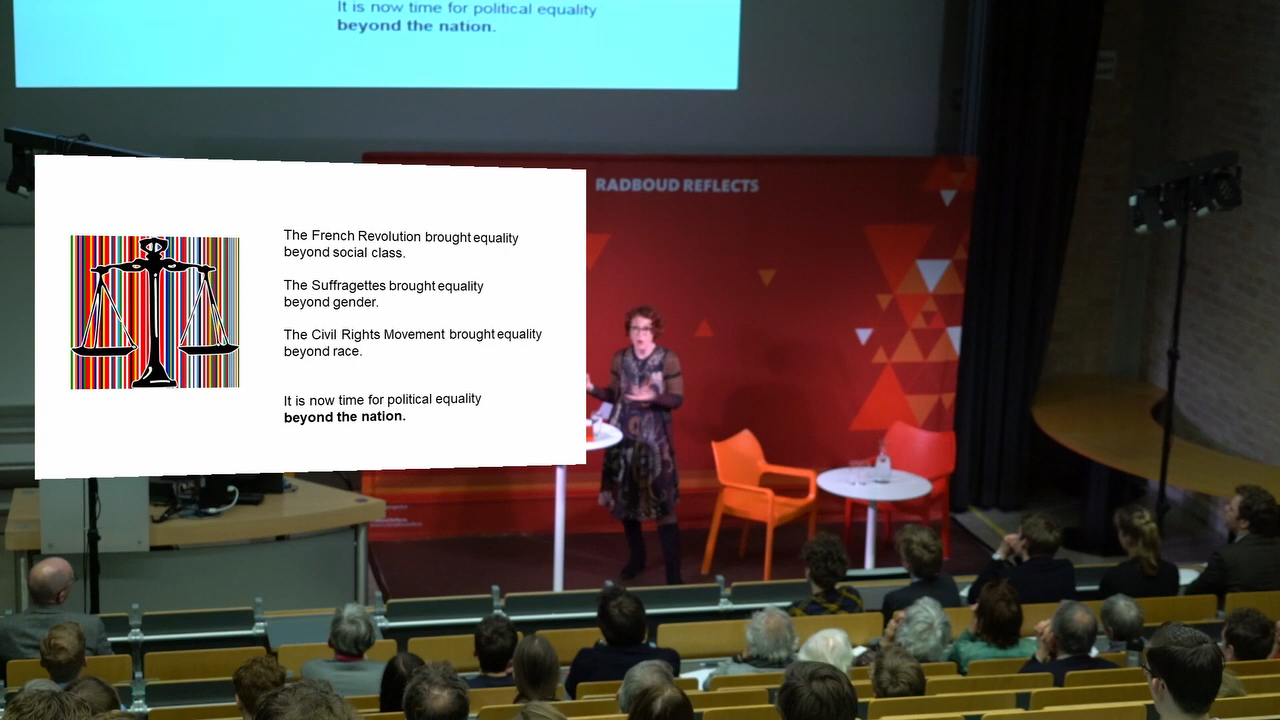 It is now time for political equality
beyond the nation.
RADBOUD REFLECTS
The French Revolution brought equality
beyond social class.
The Suffragettes brought equality
beyond gender.
The Civil Rights Movement brought equality
beyond race.
It is now time for political equality
beyond the nation.